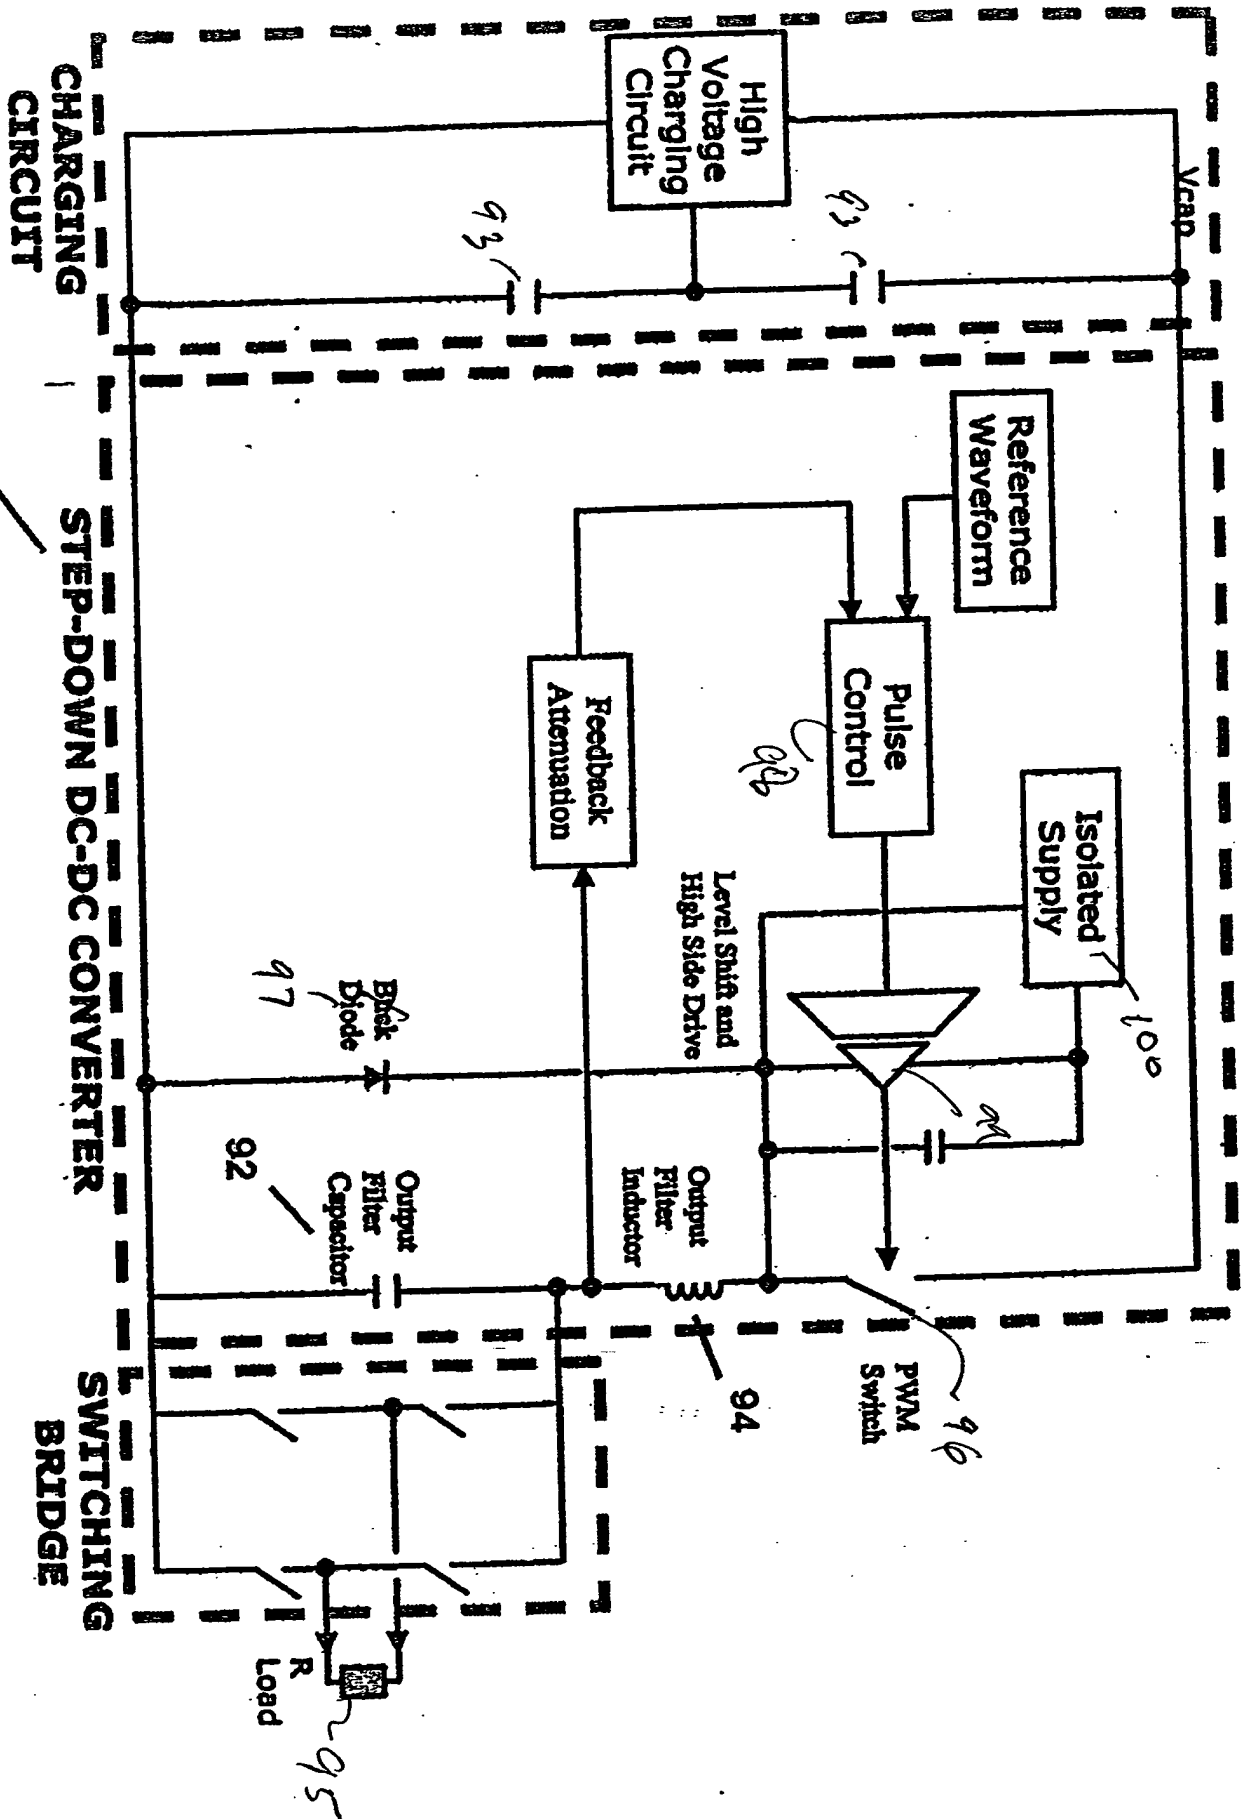 Vcap
High
Voltage
Charging
Circuit
93
93
CHARGING
CIRCUIT
Reference
Waveform
Pulse
Control
Isolated
Supply
100
Feedback
Attenuation
Level Shift and
High Side Drive
Buck
Diode
97
Output
Filter
Inductor
94
Output
Filter
Capacitor
92
PWM
Switch
96
STEP-DOWN DC-DC CONVERTER
SWITCHING
BRIDGE
R
Load
95